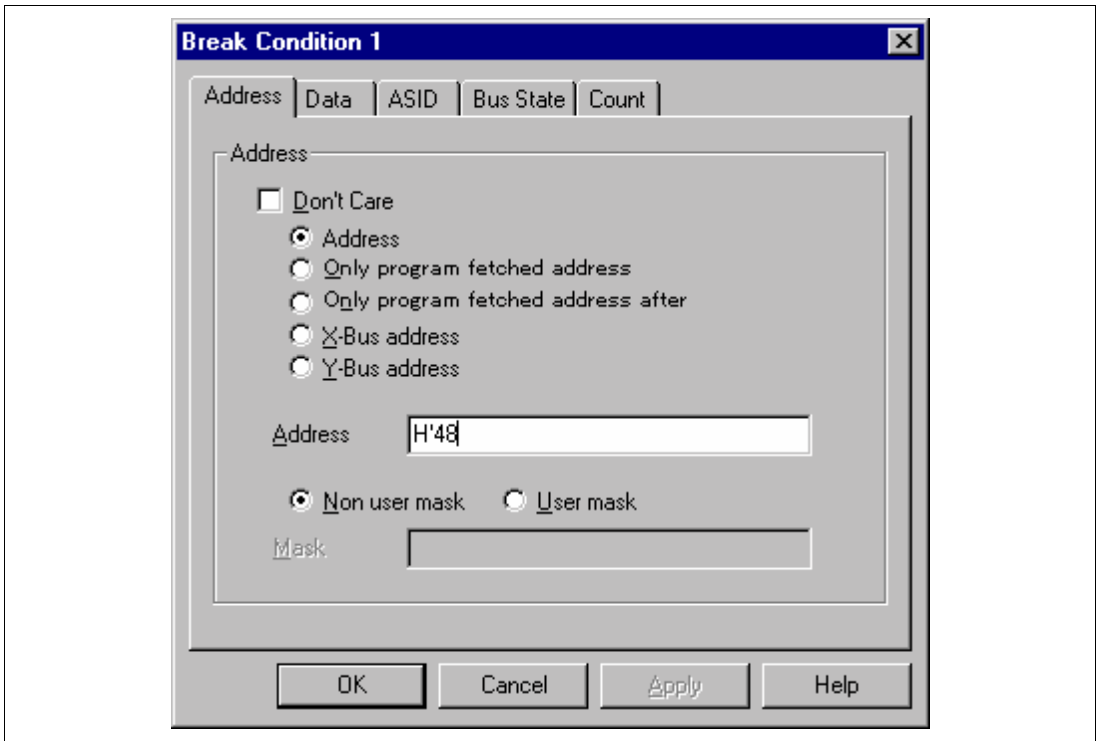 Break Condition 1
Address Data ASID Bus State Count
Address
Don't Care
Address
Only program fetched address
Only program fetched address after
X-Bus address
Y-Bus address
Address H'48
Non user mask User mask
Mask
OK Cancel Apply Help